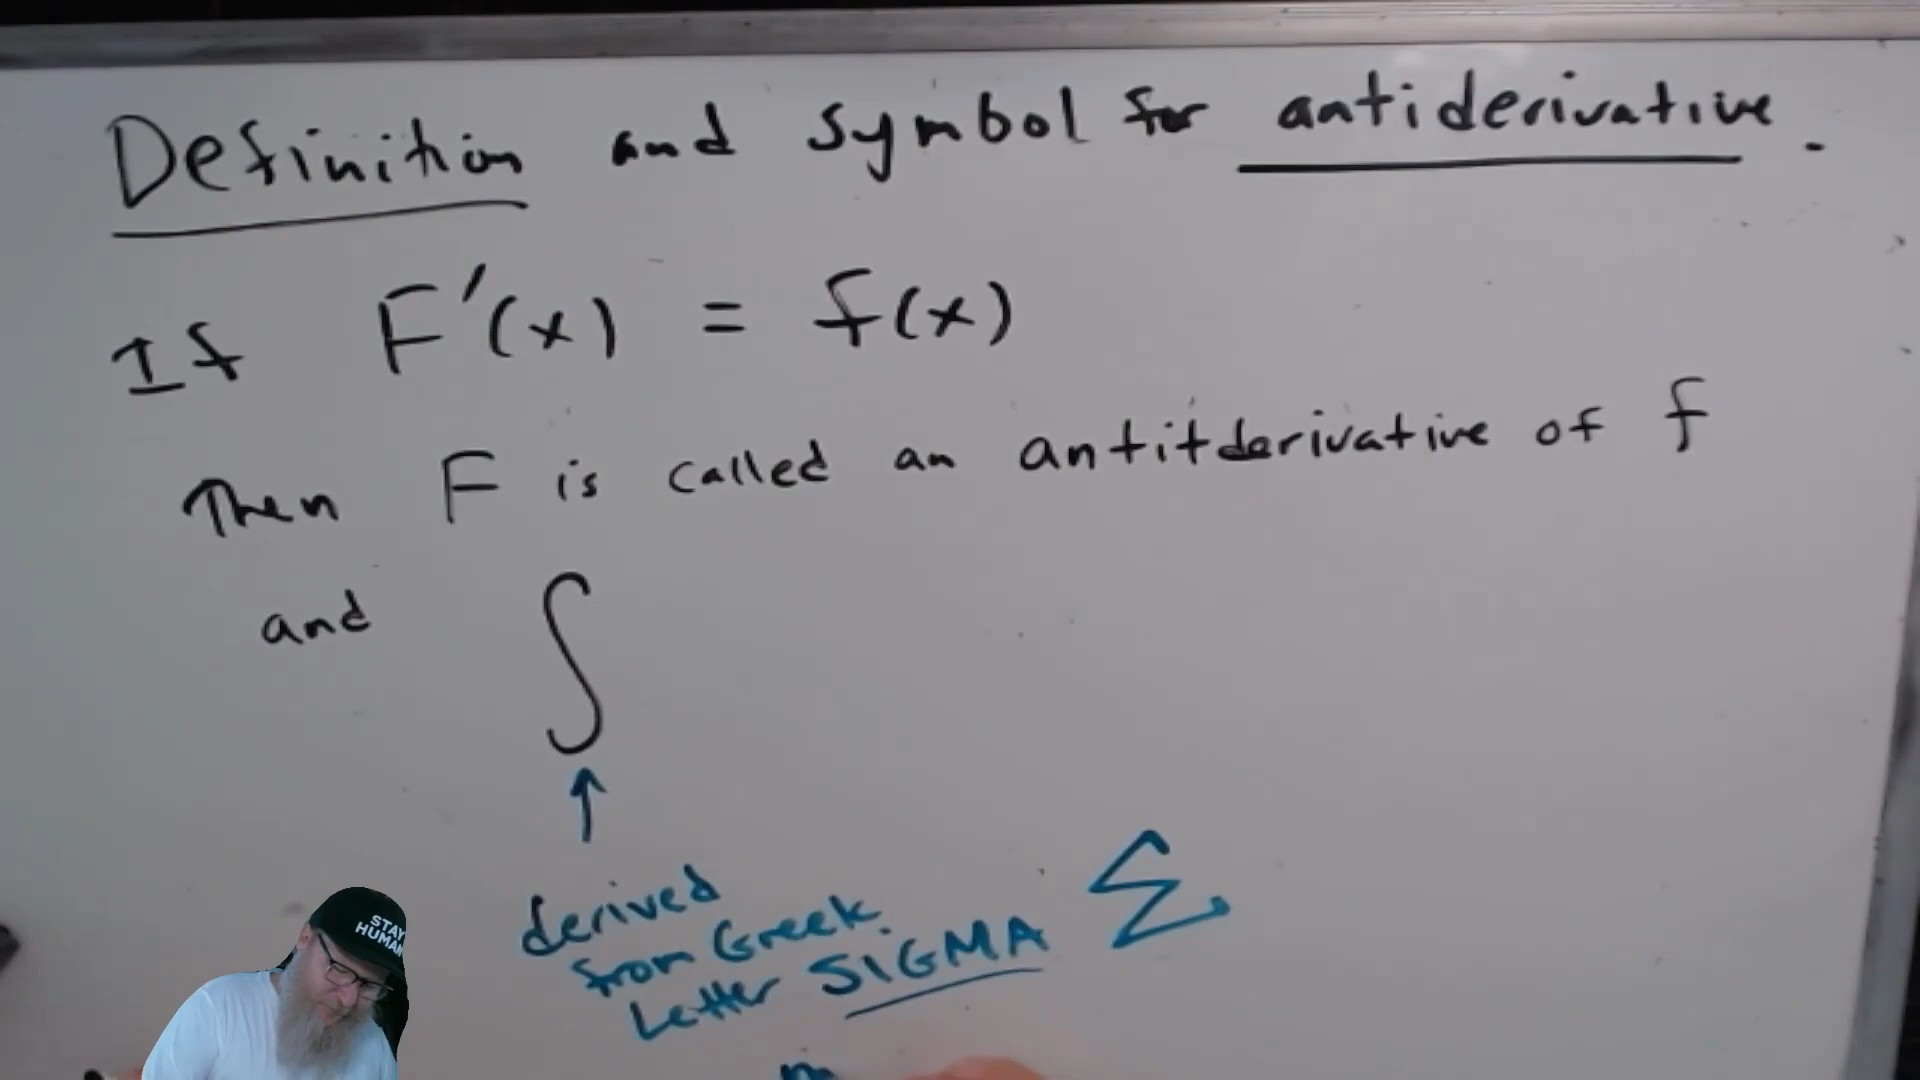 Definition and symbol for antiderivative.
If F'(x) = f(x)
Then F is called an antitderivative of f
and ∫
↑
derived
from Greek
Letter SIGMA Σ
STAY
HUMAN